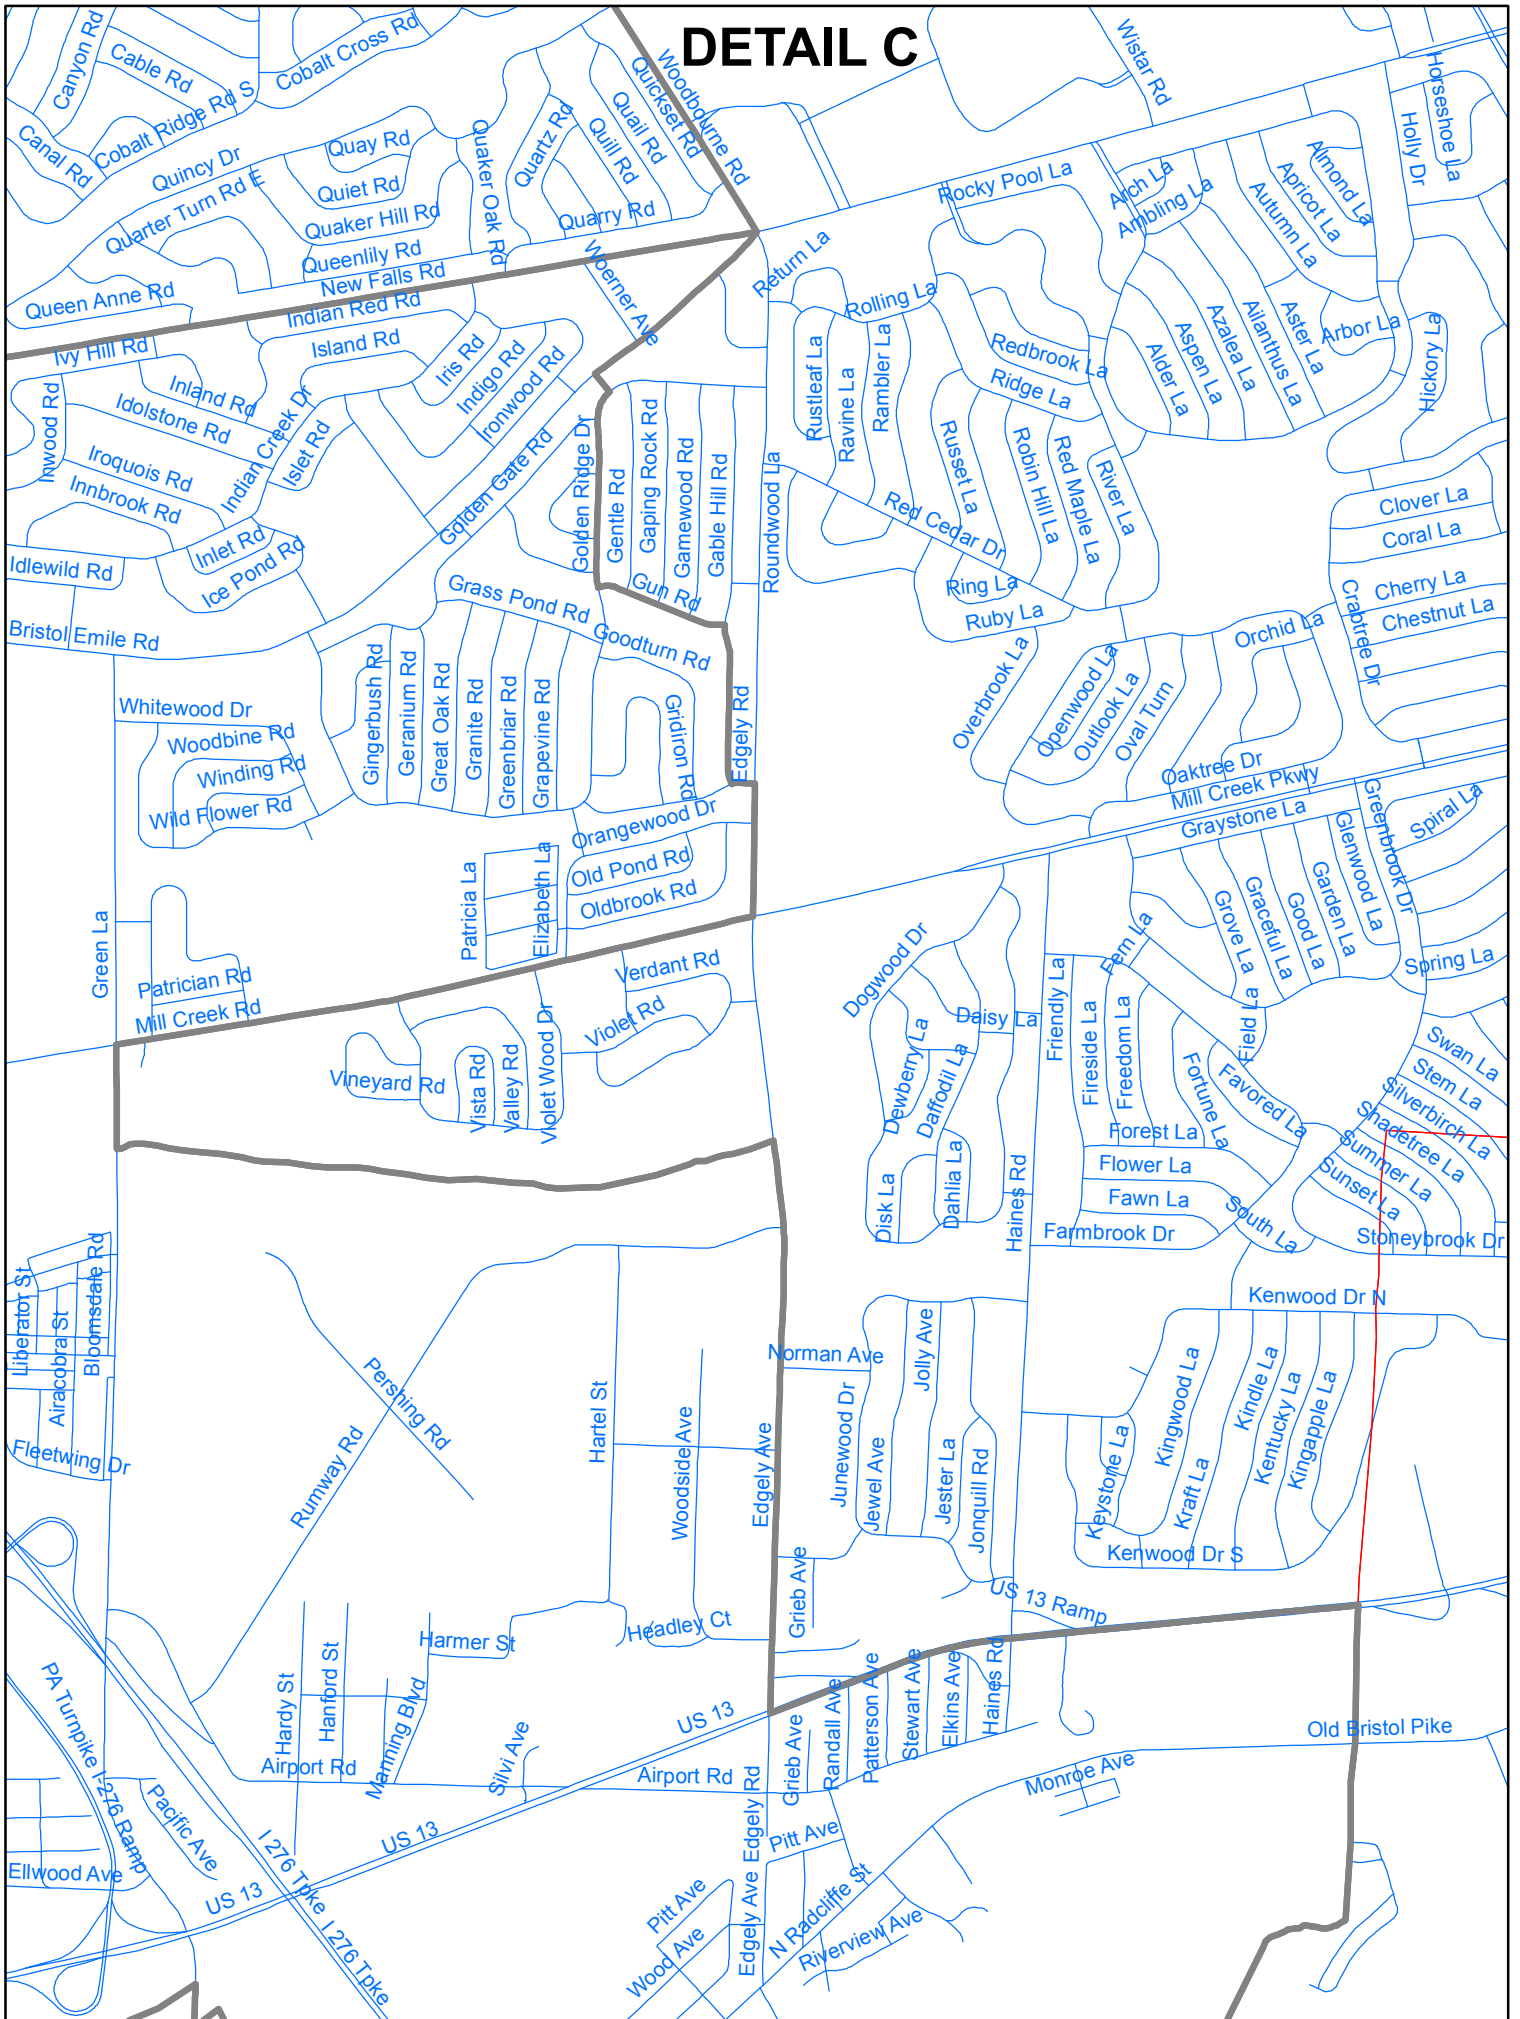 DETAIL C
Canyon Rd
Cable Rd
Cobalt Cross Rd
Cobalt Ridge Rd S
Canal Rd
Quincy Dr
Quay Rd
Quaker Oak Rd
Quartz Rd
Quill Rd
Quail Rd
Quickset Rd
Woodbourne Rd
Wistar Rd
Horseshoe La
Holly Dr
Quarter Turn Rd E
Quiet Rd
Quaker Hill Rd
Quarry Rd
Queenlily Rd
New Falls Rd
Queen Anne Rd
Indian Red Rd
Woerner Ave
Return La
Rocky Pool La
Arch La
Ambling La
Autumn La
Apricot La
Almond La
Ivy Hill Rd
Island Rd
Iris Rd
Indigo Rd
Ironwood Rd
Inwood Rd
Inland Rd
Idolstone Rd
Indian Creek Dr
Islet Rd
Iroquois Rd
Innbrook Rd
Inlet Rd
Ice Pond Rd
Idlewild Rd
Bristol Emile Rd
Golden Gate Rd
Golden Ridge Dr
Gentle Rd
Gaping Rock Rd
Gamewood Rd
Gable Hill Rd
Gun Rd
Roundwood La
Rolling La
Rustleaf La
Ravine La
Rambler La
Redbrook La
Ridge La
Russet La
Robin Hill La
Red Maple La
River La
Red Cedar Dr
Ring La
Ruby La
Alder La
Aspen La
Azalea La
Ailanthus La
Aster La
Arbor La
Hickory La
Clover La
Coral La
Cherry La
Chestnut La
Crabtree Dr
Grass Pond Rd
Goodturn Rd
Gingerbush Rd
Geranium Rd
Great Oak Rd
Granite Rd
Greenbriar Rd
Grapevine Rd
Gridiron Rd
Edgely Rd
Whitewood Dr
Woodbine Rd
Winding Rd
Wild Flower Rd
Overbrook La
Openwood La
Outlook La
Oval Turn
Orchid La
Oaktree Dr
Mill Creek Pkwy
Graystone La
Greenbrook Dr
Glenwood La
Garden La
Good La
Graceful La
Grove La
Spiral La
Spring La
Orangewood Dr
Old Pond Rd
Oldbrook Rd
Patricia La
Elizabeth La
Green La
Patrician Rd
Mill Creek Rd
Verdant Rd
Violet Rd
Vineyard Rd
Vista Rd
Valley Rd
Violet Wood Dr
Dogwood Dr
Daisy La
Dewberry La
Daffodil La
Disk La
Dahlia La
Haines Rd
Friendly La
Fireside La
Freedom La
Fern La
Field La
Fortune La
Favored La
Forest La
Flower La
Fawn La
Farmbrook Dr
South La
Swan La
Stem La
Silverbirch La
Shadetree La
Summer La
Sunset La
Stoneybrook Dr
Liberator St
Airacobra St
Bloomsdale Rd
Fleetwing Dr
Pershing Rd
Rumway Rd
Hartel St
Woodside Ave
Edgely Ave
Norman Ave
Junewood Dr
Jewel Ave
Jolly Ave
Jester La
Jonquill Rd
Kenwood Dr N
Kingwood La
Kindle La
Kentucky La
Kingapple La
Keystone La
Kraft La
Kenwood Dr S
US 13 Ramp
Grieb Ave
Headley Ct
Harmer St
Hardy St
Hanford St
Manning Blvd
Silvi Ave
Airport Rd
US 13
Airport Rd
Edgely Rd
Grieb Ave
Randall Ave
Patterson Ave
Stewart Ave
Elkins Ave
Haines Rd
Old Bristol Pike
Monroe Ave
PA Turnpike I-276 Ramp
Pacific Ave
Ellwood Ave
US 13
US 13
I 276 Tpke
I 276 Tpke
Pitt Ave
Pitt Ave
Wood Ave
Edgely Ave
N Radcliffe St
Riverview Ave